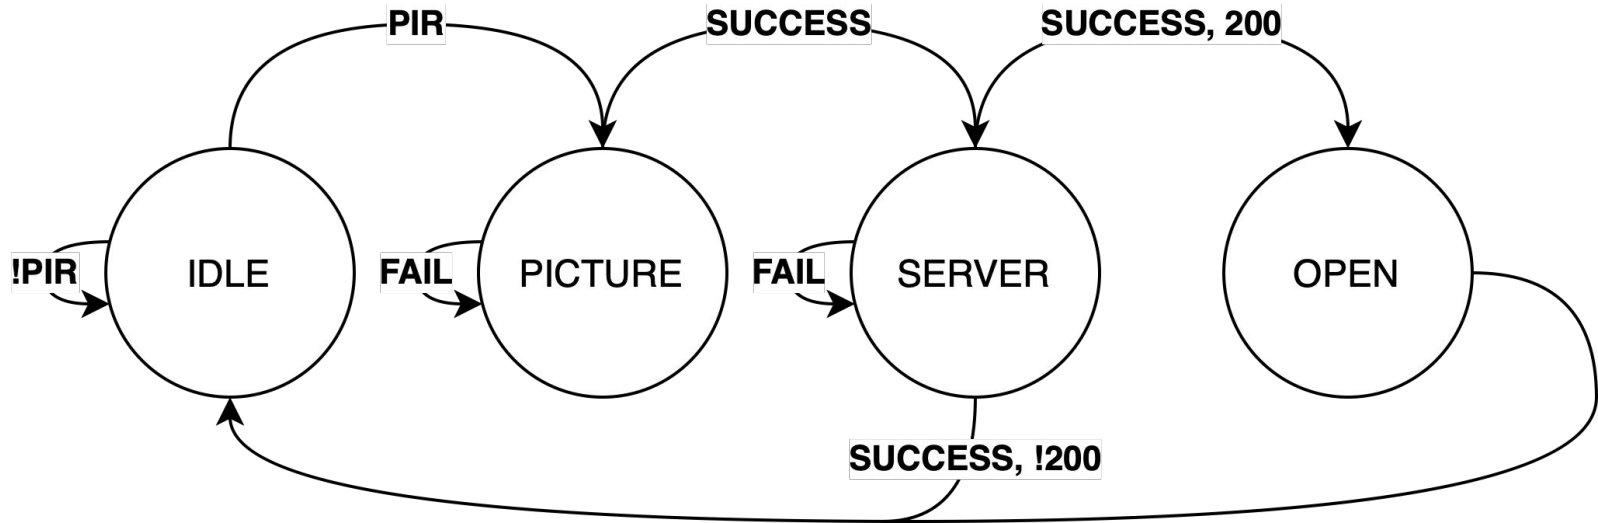 PIR
SUCCESS
SUCCESS, 200
!PIR
IDLE
FAIL
PICTURE
FAIL
SERVER
OPEN
SUCCESS, !200